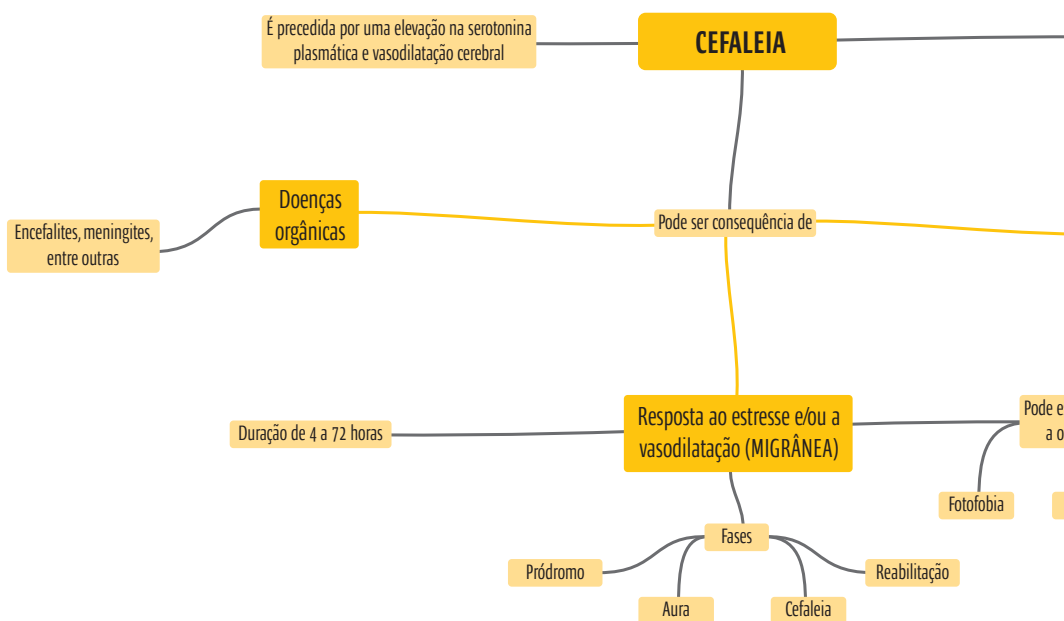 É precedida por uma elevação na serotonina
plasmática e vasodilatação cerebral
CEFALEIA
Doenças
orgânicas
Encefalites, meningites,
entre outras
Pode ser consequência de
Duração de 4 a 72 horas
Resposta ao estresse e/ou a
vasodilatação (MIGRÂNEA)
Pode e
a o
Fotofobia
Fases
Pródromo
Reabilitação
Aura
Cefaleia